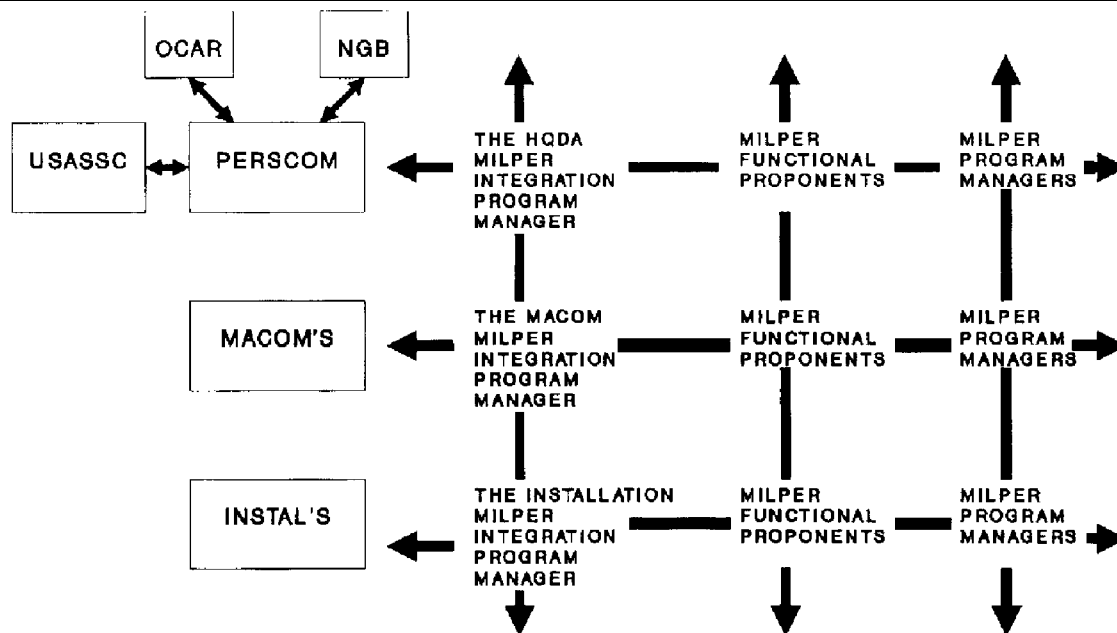 OCAR
NGB
USASSC
PERSCOM
THE HQDA
MILPER
INTEGRATION
PROGRAM
MANAGER
MILPER
FUNCTIONAL
PROPONENTS
MILPER
PROGRAM
MANAGERS
MACOM'S
THE MACOM
MILPER
INTEGRATION
PROGRAM
MANAGER
MILPER
FUNCTIONAL
PROPONENTS
MILPER
PROGRAM
MANAGERS
INSTAL'S
THE INSTALLATION
MILPER
INTEGRATION
PROGRAM
MANAGER
MILPER
FUNCTIONAL
PROPONENTS
MILPER
PROGRAM
MANAGERS